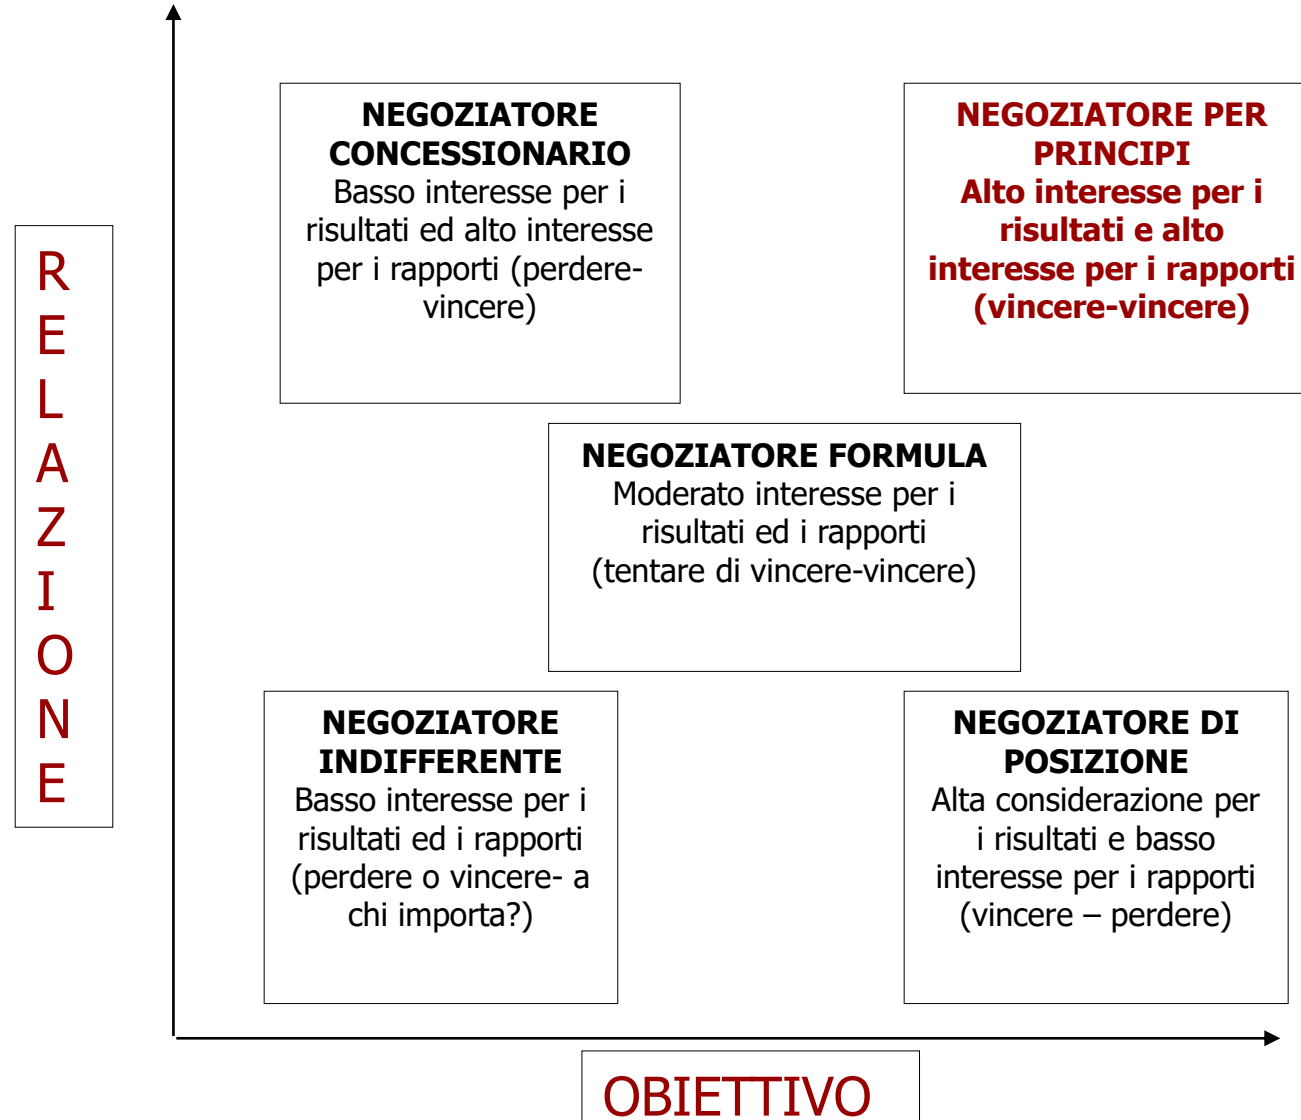 NEGOZIATORE
CONCESSIONARIO
Basso interesse per i
risultati ed alto interesse
per i rapporti (perdere-
vincere)
NEGOZIATORE PER
PRINCIPI
Alto interesse per i
risultati e alto
interesse per i rapporti
(vincere-vincere)
R
E
L
A
Z
I
O
N
E
NEGOZIATORE FORMULA
Moderato interesse per i
risultati ed i rapporti
(tentare di vincere-vincere)
NEGOZIATORE
INDIFFERENTE
Basso interesse per i
risultati ed i rapporti
(perdere o vincere- a
chi importa?)
NEGOZIATORE DI
POSIZIONE
Alta considerazione per
i risultati e basso
interesse per i rapporti
(vincere – perdere)
OBIETTIVO